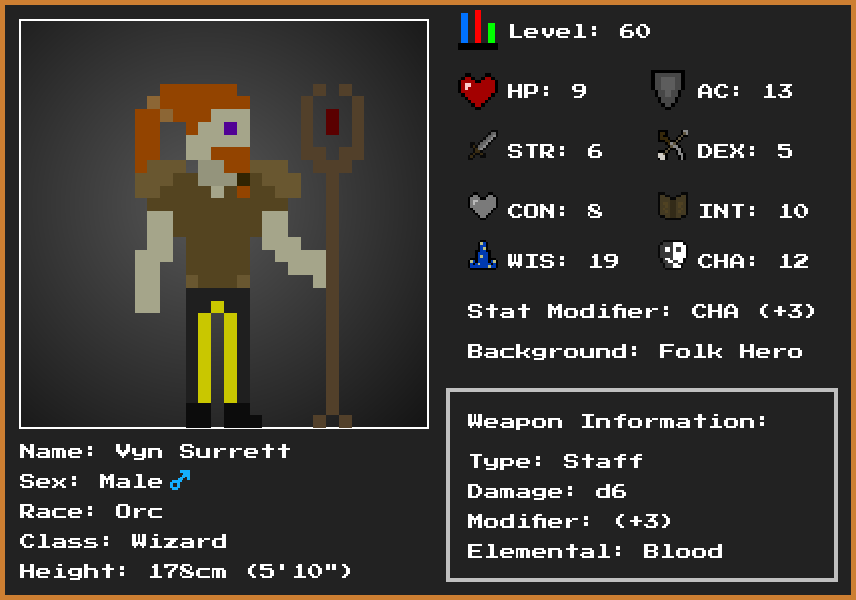 Level: 60
HP: 9
AC: 13
STR: 6
DEX: 5
CON: 8
INT: 10
WIS: 19
CHA: 12
Stat Modifier: CHA (+3)
Background: Folk Hero
Weapon Information:
Type: Staff
Damage: d6
Modifier: (+3)
Elemental: Blood
Name: Vyn Surrett
Sex: Male ♂
Race: Orc
Class: Wizard
Height: 178cm (5'10")